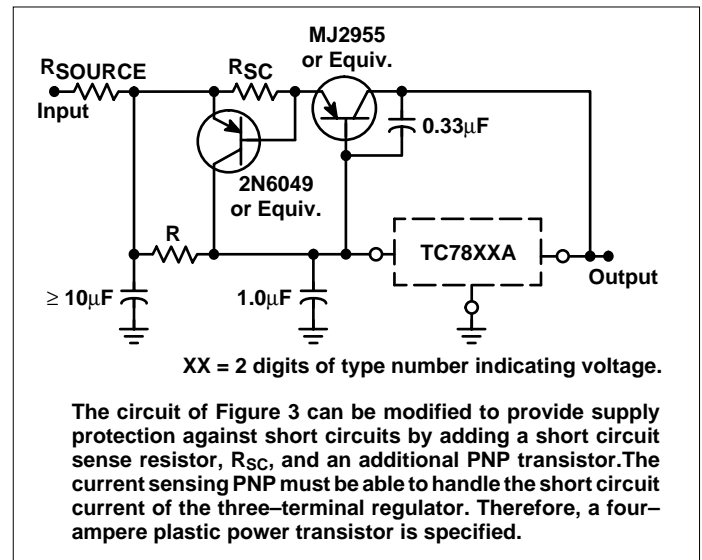 MJ2955
or Equiv.
RSOURCE
RSC
Input
0.33µF
2N6049
or Equiv.
R
TC78XXA
Output
≥ 10µF
1.0µF
XX = 2 digits of type number indicating voltage.
The circuit of Figure 3 can be modified to provide supply
protection against short circuits by adding a short circuit
sense resistor, RSC, and an additional PNP transistor.The
current sensing PNP must be able to handle the short circuit
current of the three–terminal regulator. Therefore, a four–
ampere plastic power transistor is specified.